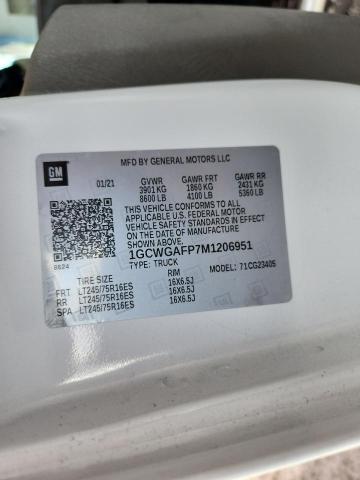 GM
MFD BY GENERAL MOTORS LLC
01/21 GVWR GAWR FRT GAWR RR
3901 KG 1860 KG 2431 KG
8600 LB 4100 LB 5360 LB
THIS VEHICLE CONFORMS TO ALL
APPLICABLE U.S. FEDERAL MOTOR
VEHICLE SAFETY STANDARDS IN
EFFECT ON THE DATE OF
MANUFACTURE SHOWN ABOVE.
8824
1GCWGAFP7M1206951
TYPE: TRUCK MODEL: 71CG23405
TIRE SIZE RIM
FRT LT245/75R16ES 16X6.5J
RR LT245/75R16ES 16X6.5J
SPA LT245/75R16ES 16X6.5J